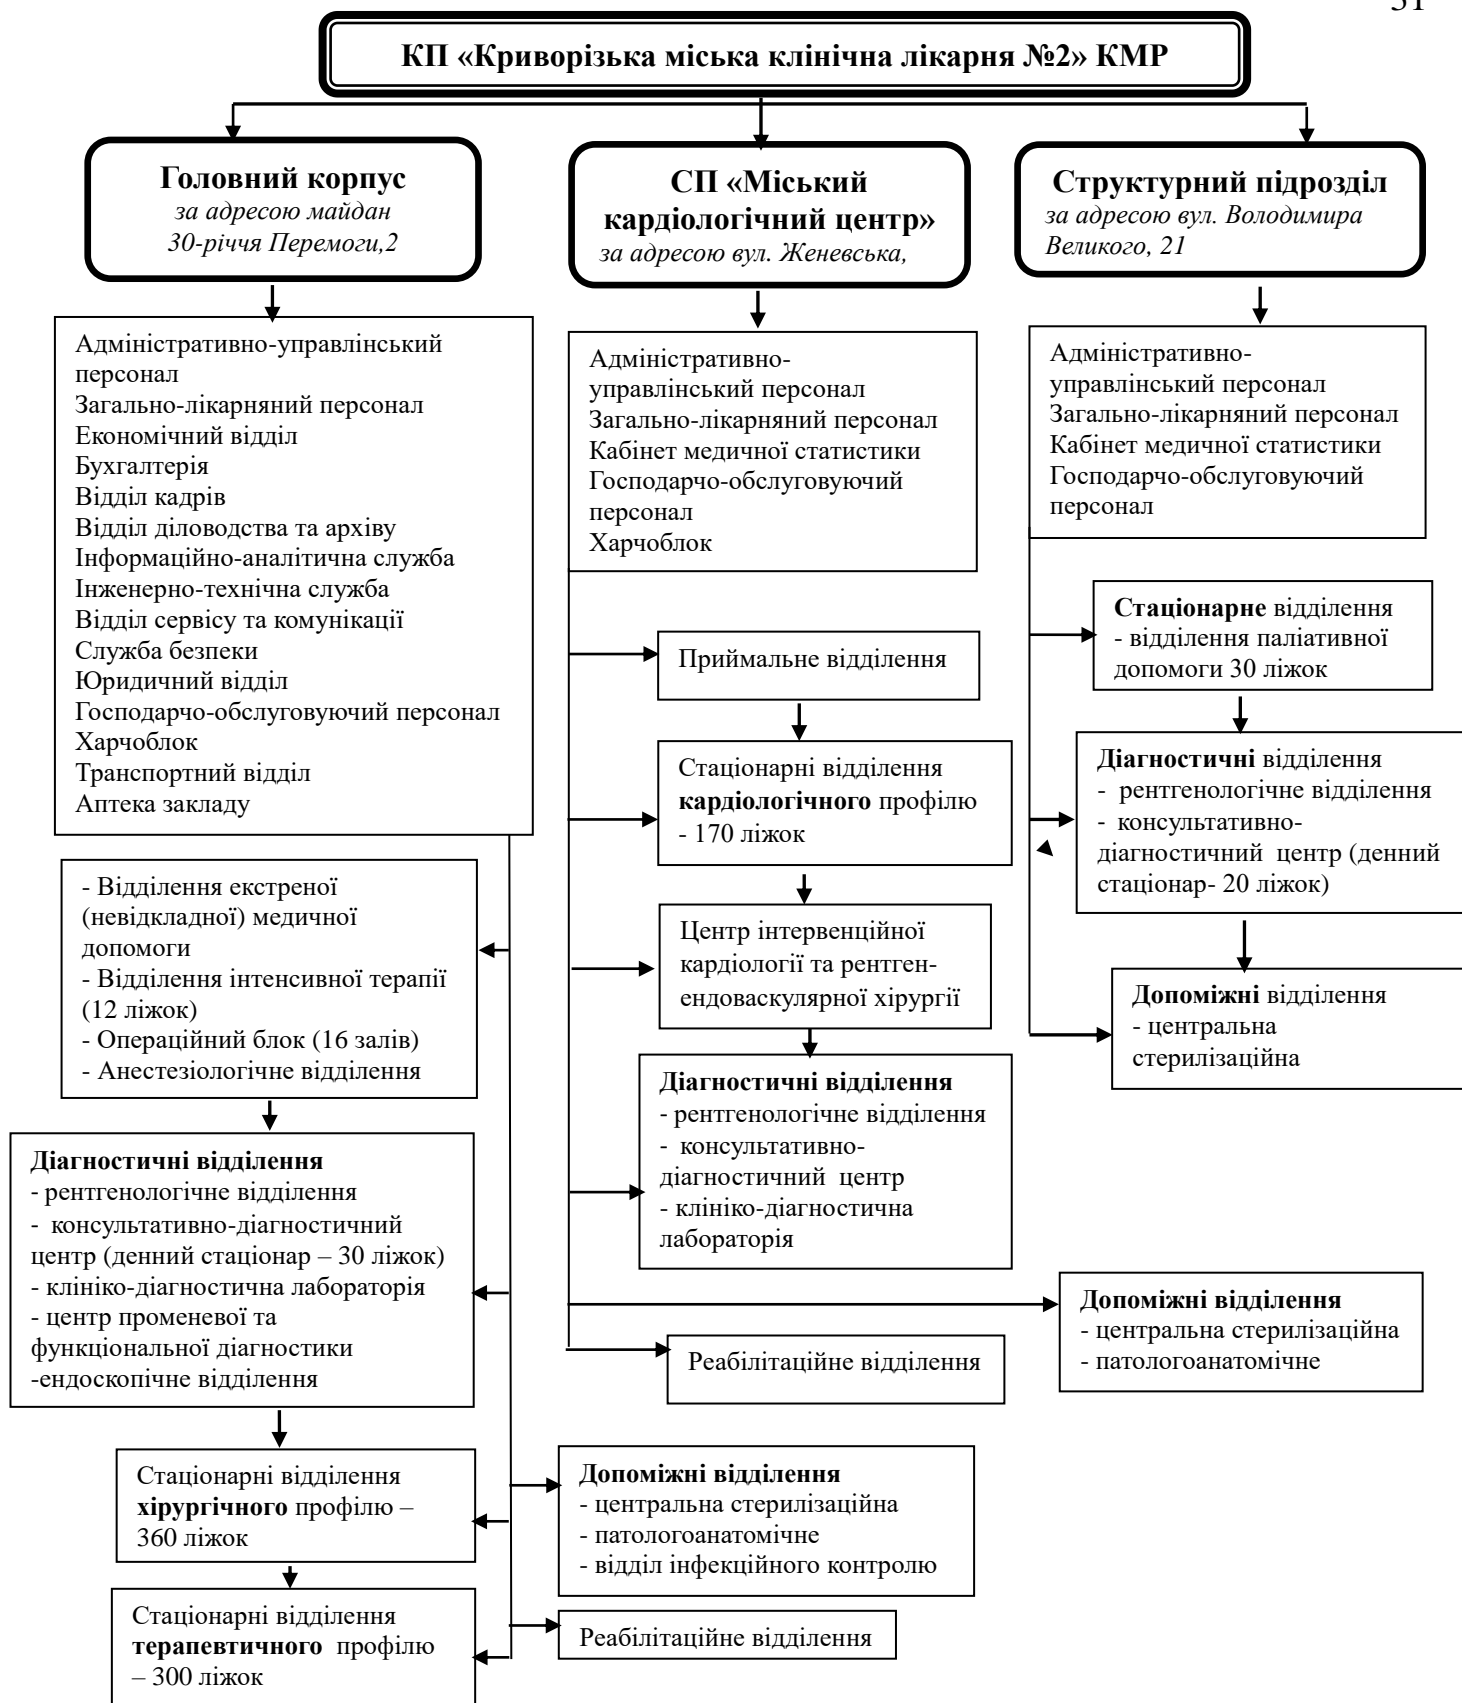 КП «Криворізька міська клінічна лікарня №2» КМР
Головний корпус
за адресою майдан
30-річчя Перемоги,2
СП «Міський
кардіологічний центр»
за адресою вул. Женевська,
Структурний підрозділ
за адресою вул. Володимира
Великого, 21
Адміністративно-управлінський
персонал
Загально-лікарняний персонал
Економічний відділ
Бухгалтерія
Відділ кадрів
Відділ діловодства та архіву
Інформаційно-аналітична служба
Інженерно-технічна служба
Відділ сервісу та комунікації
Служба безпеки
Юридичний відділ
Господарчо-обслуговуючий персонал
Харчоблок
Транспортний відділ
Аптека закладу
- Відділення екстреної
(невідкладної) медичної
допомоги
- Відділення інтенсивної терапії
(12 ліжок)
- Операційний блок (16 залів)
- Анестезіологічне відділення
Діагностичні відділення
- рентгенологічне відділення
- консультативно-діагностичний
центр (денний стаціонар – 30 ліжок)
- клініко-діагностична лабораторія
- центр променевої та
функціональної діагностики
-ендоскопічне відділення
Стаціонарні відділення
хірургічного профілю –
360 ліжок
Стаціонарні відділення
терапевтичного профілю
– 300 ліжок
Допоміжні відділення
- центральна стерилізаційна
- патологоанатомічне
- відділ інфекційного контролю
Реабілітаційне відділення
Адміністративно-
управлінський персонал
Загально-лікарняний персонал
Кабінет медичної статистики
Господарчо-обслуговуючий
персонал
Харчоблок
Приймальне відділення
Стаціонарні відділення
кардіологічного профілю
- 170 ліжок
Центр інтервенційної
кардіології та рентген-
ендоваскулярної хірургії
Діагностичні відділення
- рентгенологічне відділення
- консультативно-
діагностичний центр
- клініко-діагностична
лабораторія
Допоміжні відділення
- центральна стерилізаційна
- патологоанатомічне
Реабілітаційне відділення
Адміністративно-
управлінський персонал
Загально-лікарняний персонал
Кабінет медичної статистики
Господарчо-обслуговуючий
персонал
Стаціонарне відділення
- відділення паліативної
допомоги 30 ліжок
Діагностичні відділення
- рентгенологічне відділення
- консультативно-
діагностичний центр (денний
стаціонар- 20 ліжок)
Допоміжні відділення
- центральна
стерилізаційна